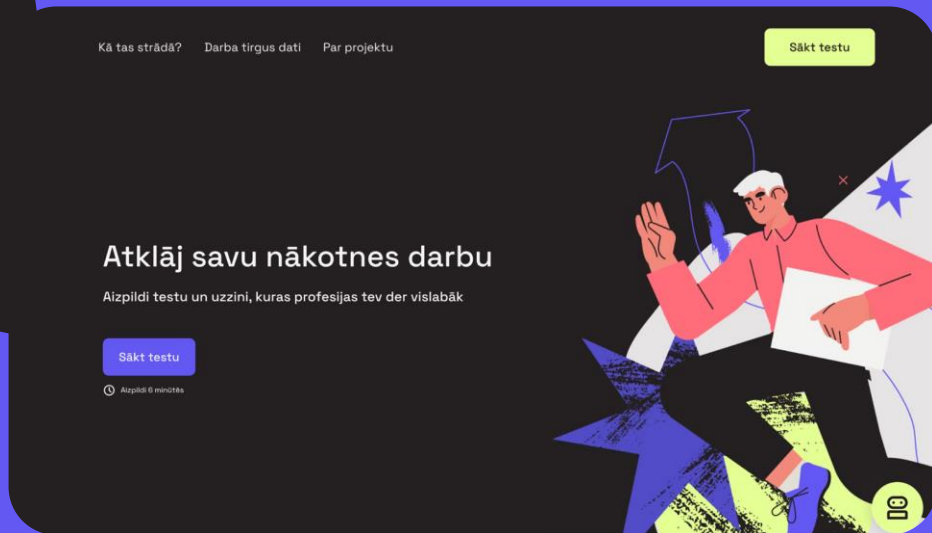 Kā tas strādā? Darba tirgus dati Par projektu Sākt testu
Atklāj savu nākotnes darbu
Aizpildi testu un uzzini, kuras profesijas tev der vislabāk
Sākt testu
Aizpildi 6 minūtēs